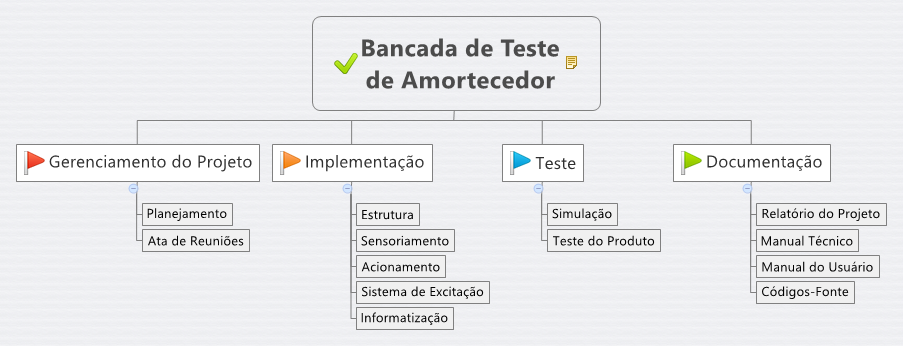 Bancada de Teste
de Amortecedor
Gerenciamento do Projeto
Planejamento
Ata de Reuniões
Implementação
Estrutura
Sensoriamento
Acionamento
Sistema de Excitação
Informatização
Teste
Simulação
Teste do Produto
Documentação
Relatório do Projeto
Manual Técnico
Manual do Usuário
Códigos-Fonte